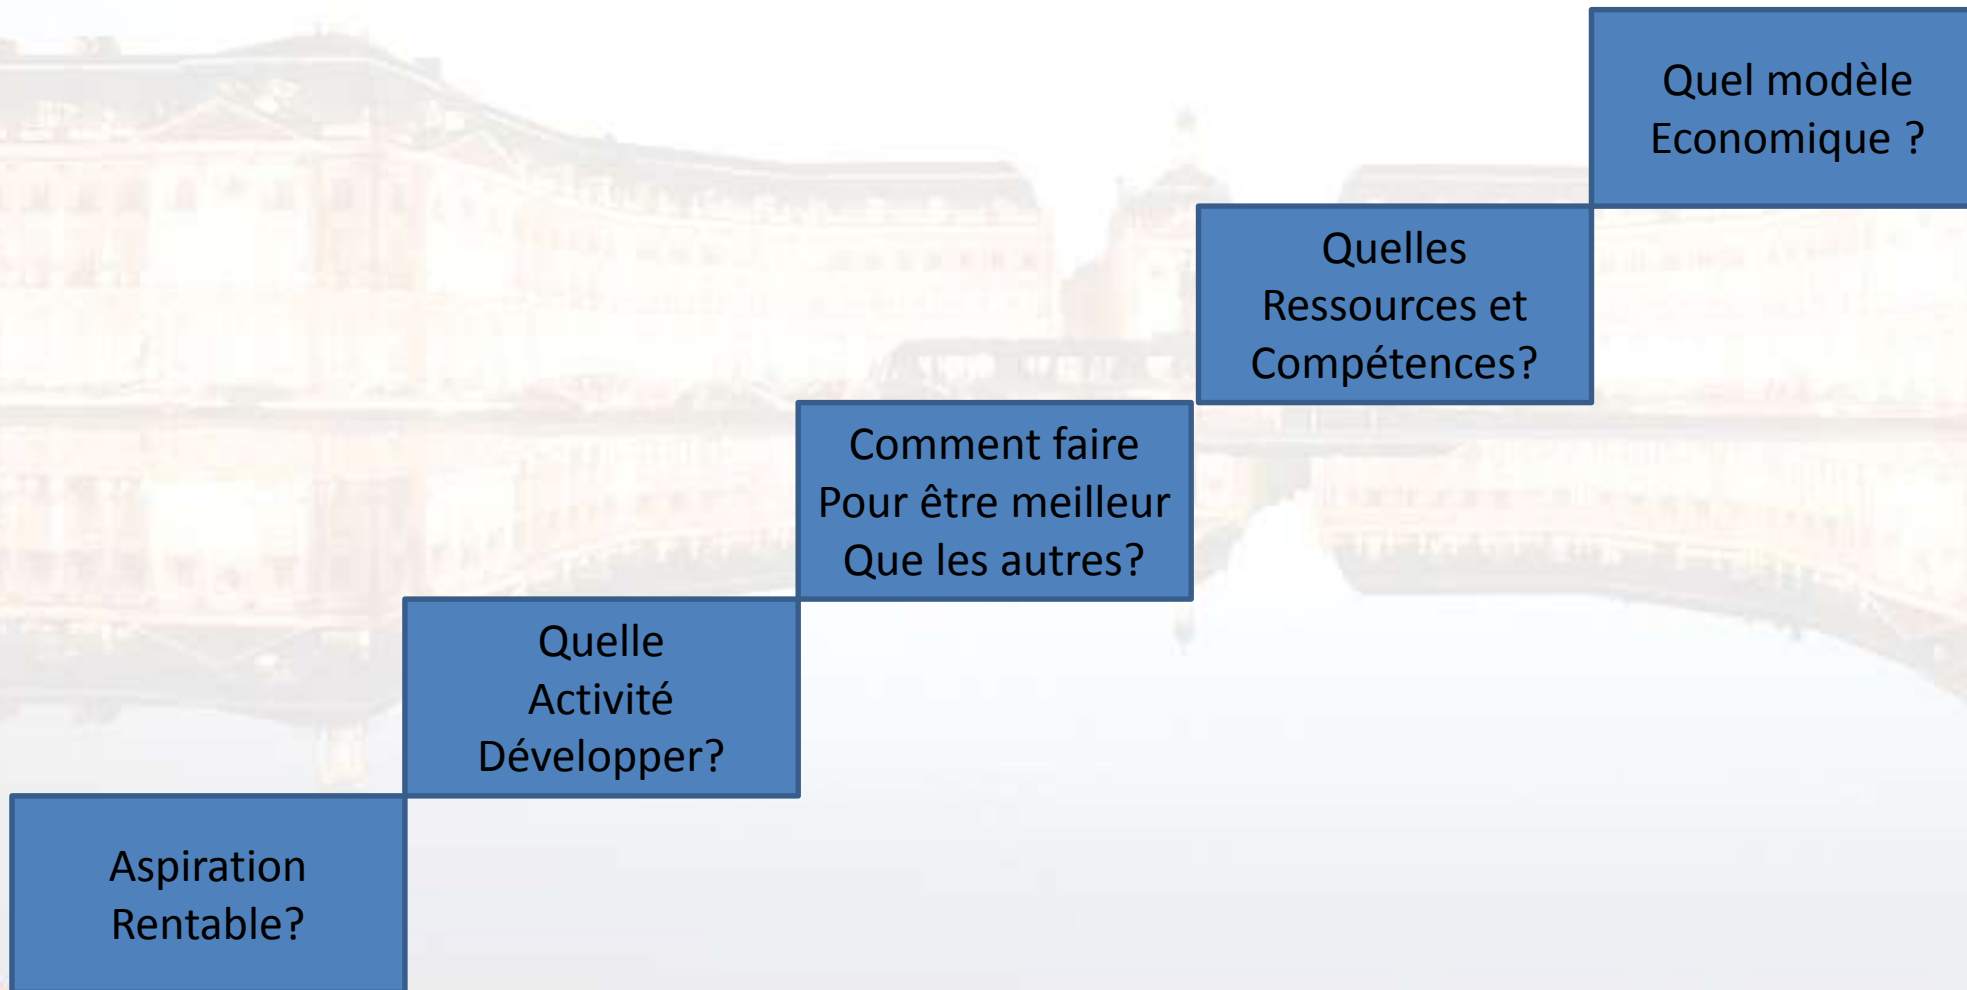 Quel modèle
Economique ?
Quelles
Ressources et
Compétences?
Comment faire
Pour être meilleur
Que les autres?
Quelle
Activité
Développer?
Aspiration
Rentable?